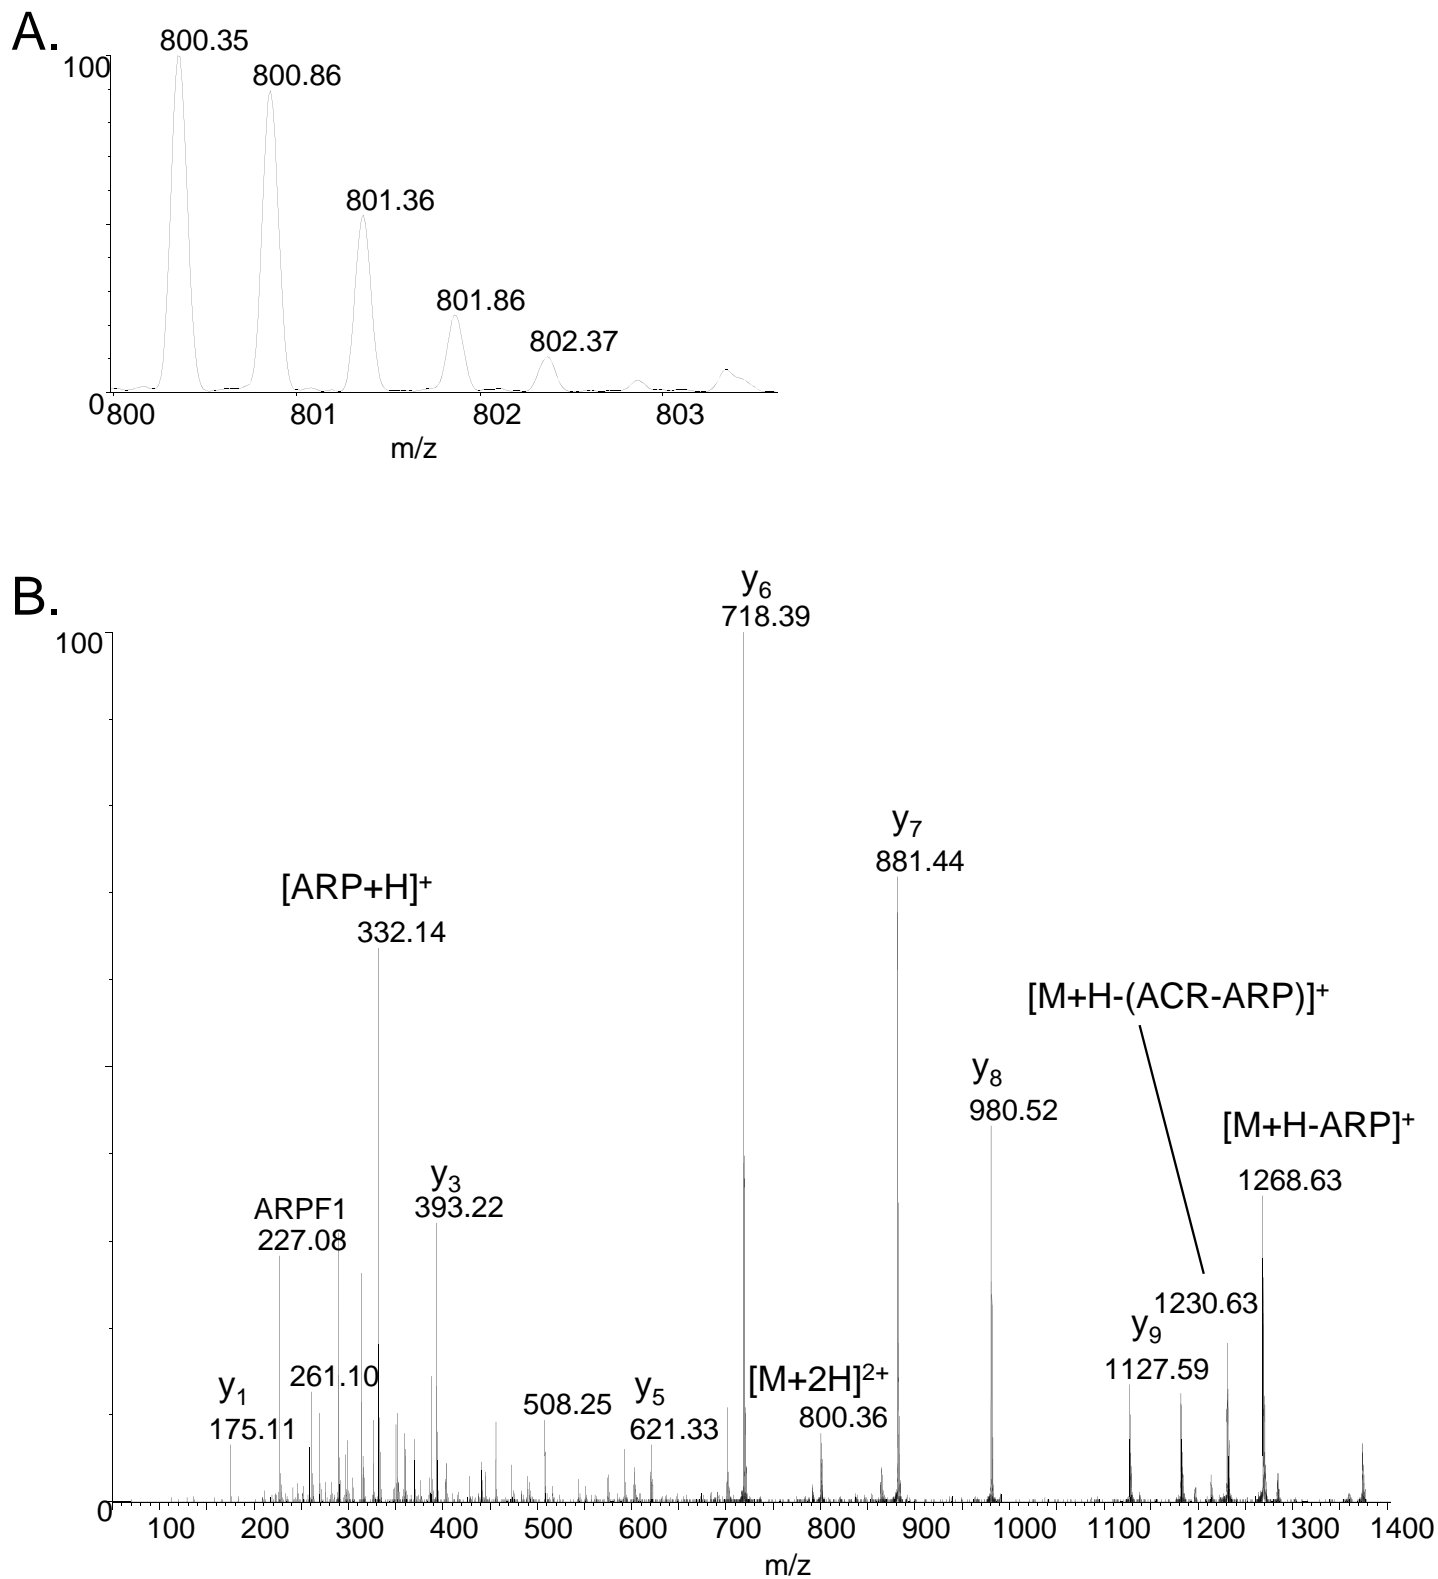 A.
100
800.35
800.86
801.36
801.86
802.37
0
800 801 802 803
m/z
B.
100
y6
718.39
y7
881.44
[ARP+H]+
332.14
[M+H-(ACR-ARP)]+
y8
980.52
[M+H-ARP]+
1268.63
y3
393.22
ARPF1
227.08
1230.63
y9
1127.59
261.10
y1
175.11
508.25
y5
621.33
[M+2H]2+
800.36
0
100 200 300 400 500 600 700 800 900 1000 1100 1200 1300 1400
m/z